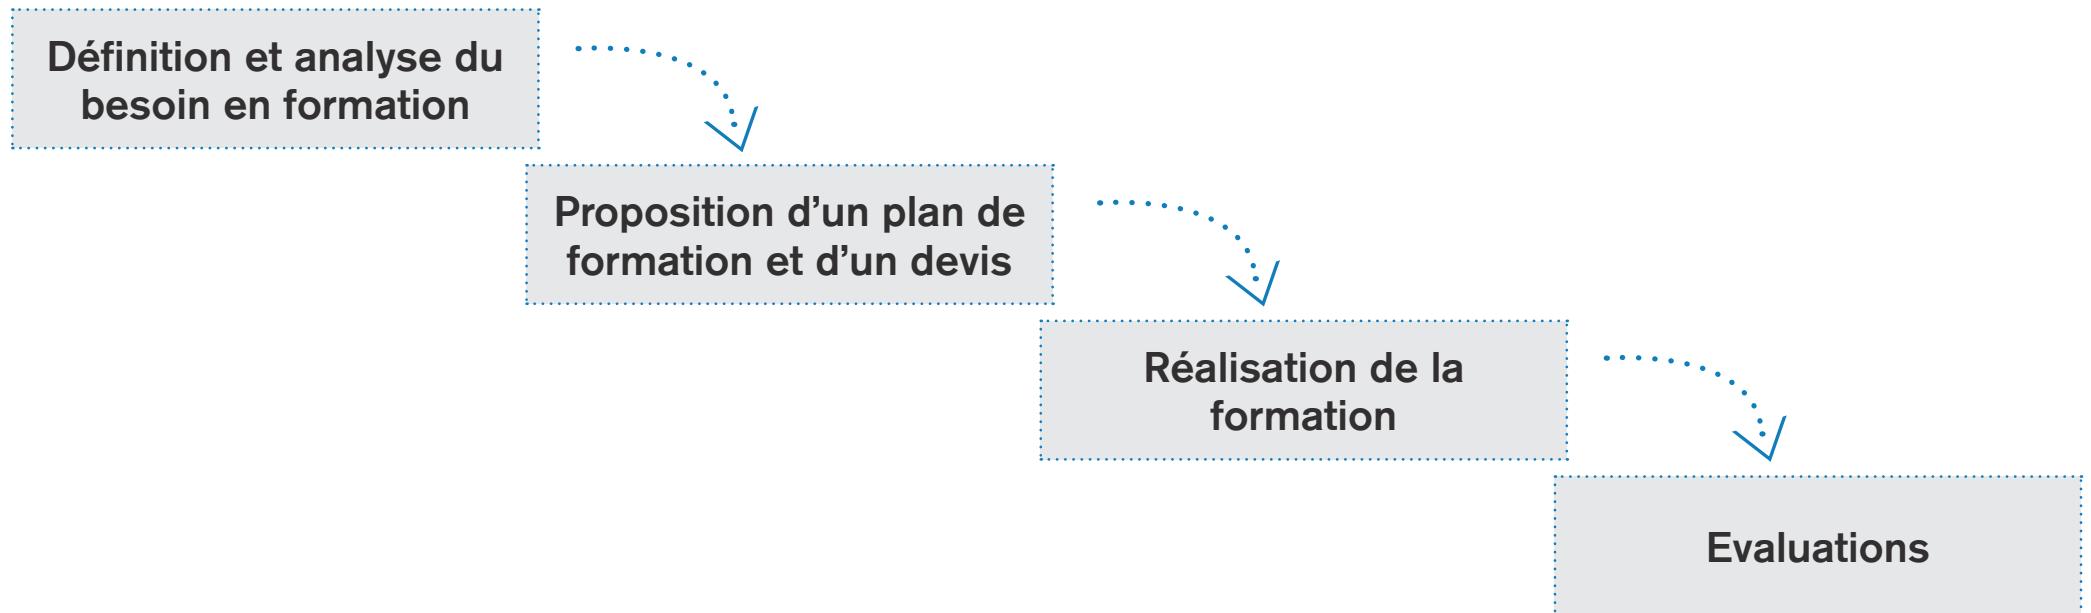 Définition et analyse du
besoin en formation
Proposition d’un plan de
formation et d’un devis
Réalisation de la
formation
Evaluations